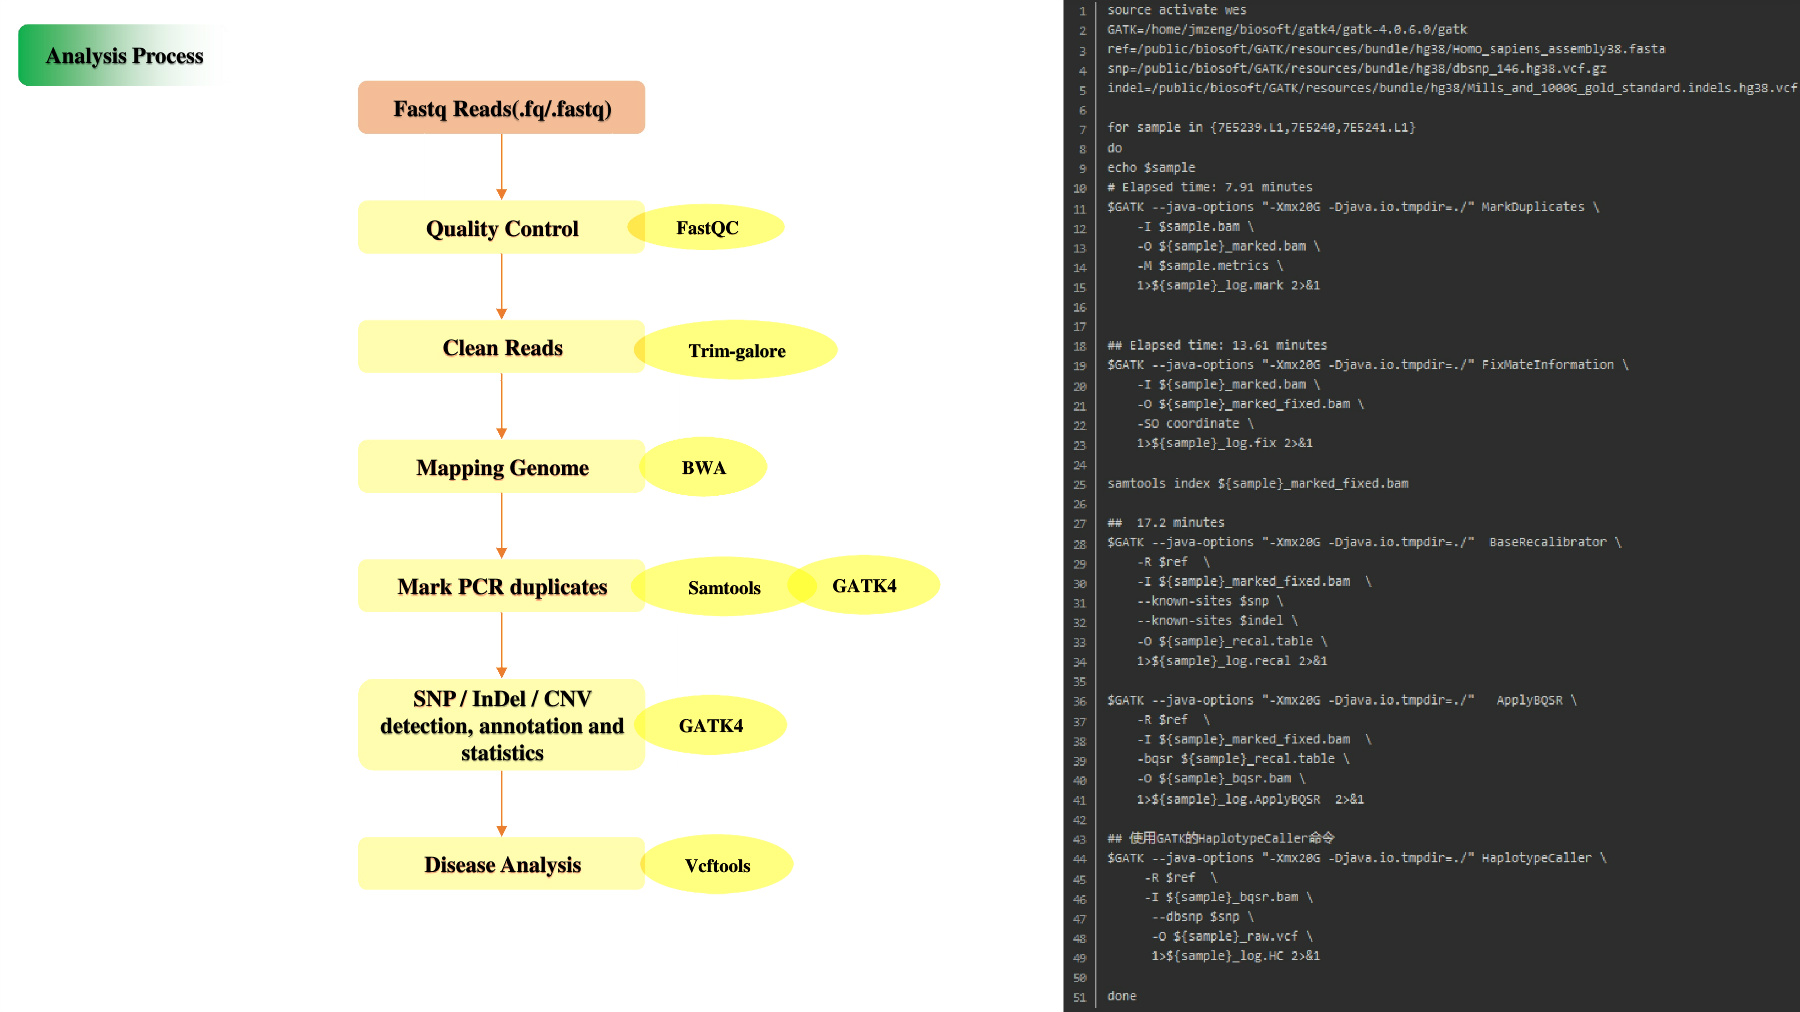 Analysis Process
Fastq Reads(.fq/.fastq)
Quality Control
FastQC
Clean Reads
Trim-galore
Mapping Genome
BWA
Mark PCR duplicates
Samtools
GATK4
SNP / InDel / CNV
detection, annotation and
statistics
GATK4
Disease Analysis
Vcftools
1 source activate wes
2 GATK=/home/jmzeng/biosoft/gatk4/gatk-4.0.6.0/gatk
3 ref=/public/biosoft/GATK/resources/bundle/hg38/Homo_sapiens_assembly38.fasta
4 snp=/public/biosoft/GATK/resources/bundle/hg38/dbsnp_146.hg38.vcf.gz
5 indel=/public/biosoft/GATK/resources/bundle/hg38/Mills_and_1000G_gold_standard.indels.hg38.vcf
6
7 for sample in {7E5239.L1,7E5240,7E5241.L1}
8 do
9 echo $sample
10 # Elapsed time: 7.91 minutes
11 $GATK --java-options "-Xmx20G -Djava.io.tmpdir=./" MarkDuplicates \
12 -I $sample.bam \
13 -O ${sample}_marked.bam \
14 -M $sample.metrics \
15 1>${sample}_log.mark 2>&1
16
17
18 ## Elapsed time: 13.61 minutes
19 $GATK --java-options "-Xmx20G -Djava.io.tmpdir=./" FixMateInformation \
20 -I ${sample}_marked.bam \
21 -O ${sample}_marked_fixed.bam \
22 -SO coordinate \
23 1>${sample}_log.fix 2>&1
24
25 samtools index ${sample}_marked_fixed.bam
26
27 ## 17.2 minutes
28 $GATK --java-options "-Xmx20G -Djava.io.tmpdir=./" BaseRecalibrator \
29 -R $ref \
30 -I ${sample}_marked_fixed.bam \
31 --known-sites $snp \
32 --known-sites $indel \
33 -O ${sample}_recal.table \
34 1>${sample}_log.recal 2>&1
35
36 $GATK --java-options "-Xmx20G -Djava.io.tmpdir=./" ApplyBQSR \
37 -R $ref \
38 -I ${sample}_marked_fixed.bam \
39 -bqsr ${sample}_recal.table \
40 -O ${sample}_bqsr.bam \
41 1>${sample}_log.ApplyBQSR 2>&1
42
43 ## 使用GATK的HaplotypeCaller命令
44 $GATK --java-options "-Xmx20G -Djava.io.tmpdir=./" HaplotypeCaller \
45 -R $ref \
46 -I ${sample}_bqsr.bam \
47 --dbsnp $snp \
48 -O ${sample}_raw.vcf \
49 1>${sample}_log.HC 2>&1
50
51 done